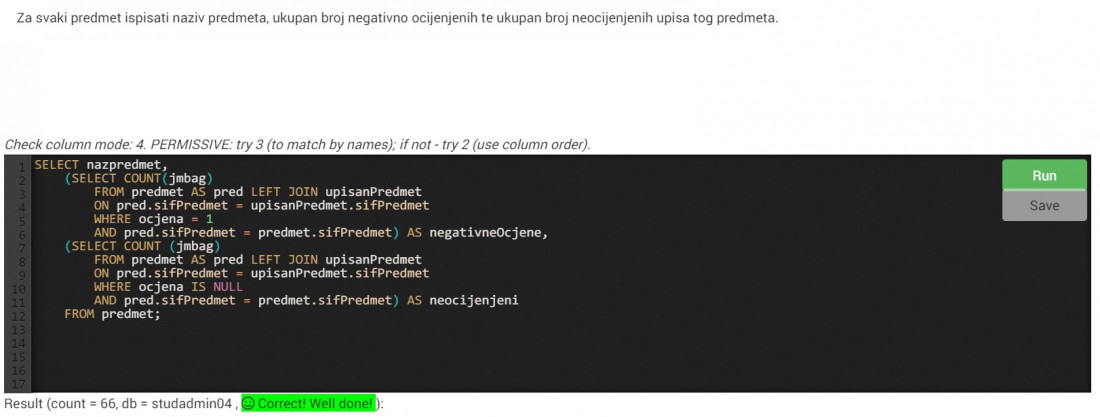 Za svaki predmet ispisati naziv predmeta, ukupan broj negativno ocijenjenih te ukupan broj neocijenjenih upisa tog predmeta.
Check column mode: 4. PERMISSIVE: try 3 (to match by names); if not - try 2 (use column order).
1 SELECT nazpredmet,
2 (SELECT COUNT(jmbag)
3 FROM predmet AS pred LEFT JOIN upisanPredmet
4 ON pred.sifPredmet = upisanPredmet.sifPredmet
5 WHERE ocjena = 1
6 AND pred.sifPredmet = predmet.sifPredmet) AS negativneOcjene,
7 (SELECT COUNT (jmbag)
8 FROM predmet AS pred LEFT JOIN upisanPredmet
9 ON pred.sifPredmet = upisanPredmet.sifPredmet
10 WHERE ocjena IS NULL
11 AND pred.sifPredmet = predmet.sifPredmet) AS neocijenjeni
12 FROM predmet;
13
14
15
16
17
Run
Save
Result (count = 66, db = studadmin04 , Correct! Well done! ):